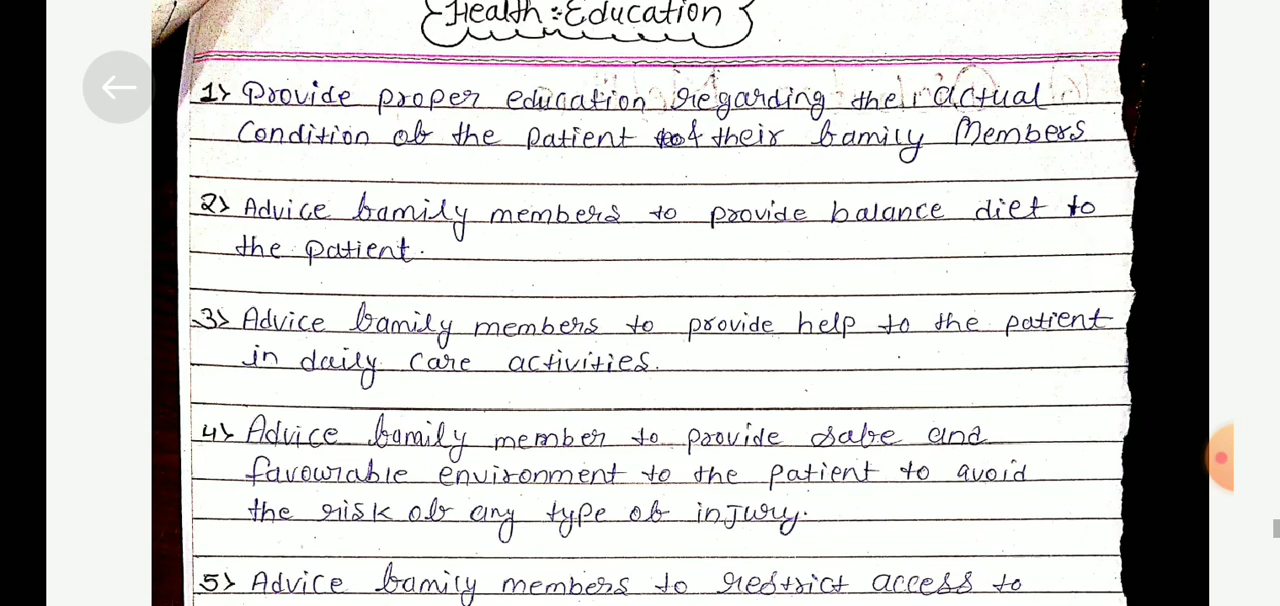 Health :- Education
1) Provide proper education regarding the actual
Condition of the patient & their family Members
2) Advice family members to provide balance diet to
the patient.
3) Advice family members to provide help to the patient
in daily care activities.
4) Advice family member to provide safe and
favourable environment to the patient to avoid
the risk of any type of injury.
5) Advice family members to restrict access to